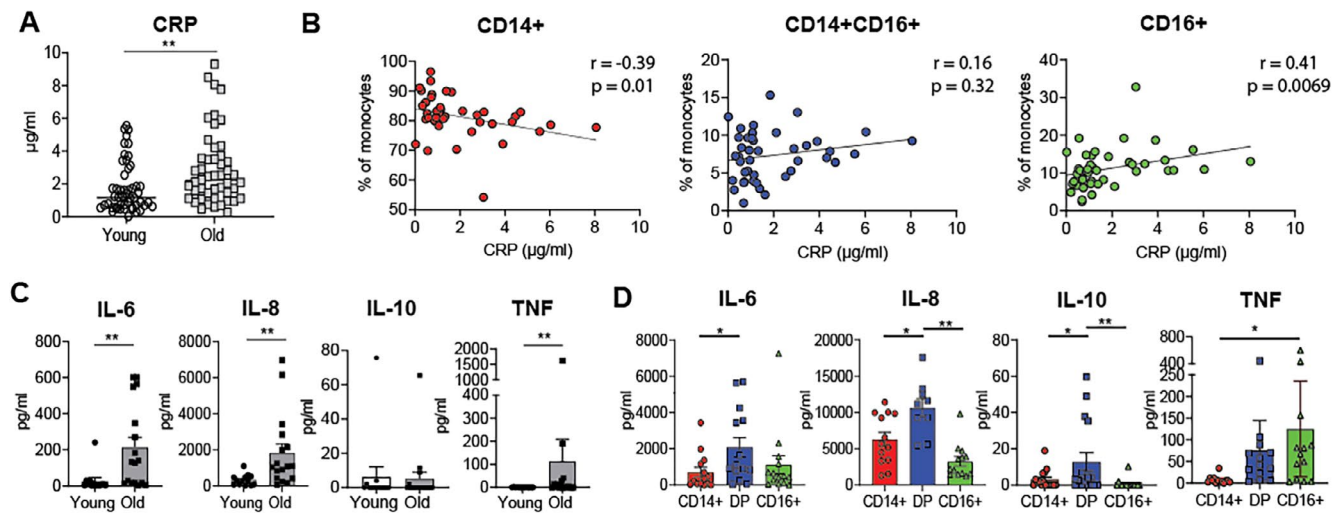 A
CRP
**
µg/ml
10
8
6
4
2
0
Young Old
B
CD14+
r = -0.39
p = 0.01
% of monocytes
100
90
80
70
60
50
0 2 4 6 8 10
CRP (µg/ml)
CD14+CD16+
r = 0.16
p = 0.32
% of monocytes
20
15
10
5
0
0 2 4 6 8 10
CRP (µg/ml)
CD16+
r = 0.41
p = 0.0069
% of monocytes
40
30
20
10
0
0 2 4 6 8 10
CRP (µg/ml)
C
IL-6
**
pg/ml
800
600
400
200
0
Young Old
IL-8
**
pg/ml
8000
6000
4000
2000
0
Young Old
IL-10
pg/ml
80
60
40
20
0
Young Old
TNF
**
pg/ml
2000
1500
1000
400
300
200
100
0
Young Old
D
IL-6
*
pg/ml
8000
6000
4000
2000
0
CD14+ DP CD16+
IL-8
* **
pg/ml
20000
15000
10000
5000
0
CD14+ DP CD16+
IL-10
* **
pg/ml
80
60
40
20
0
CD14+ DP CD16+
TNF
*
pg/ml
800
400
250
200
150
100
50
0
CD14+ DP CD16+